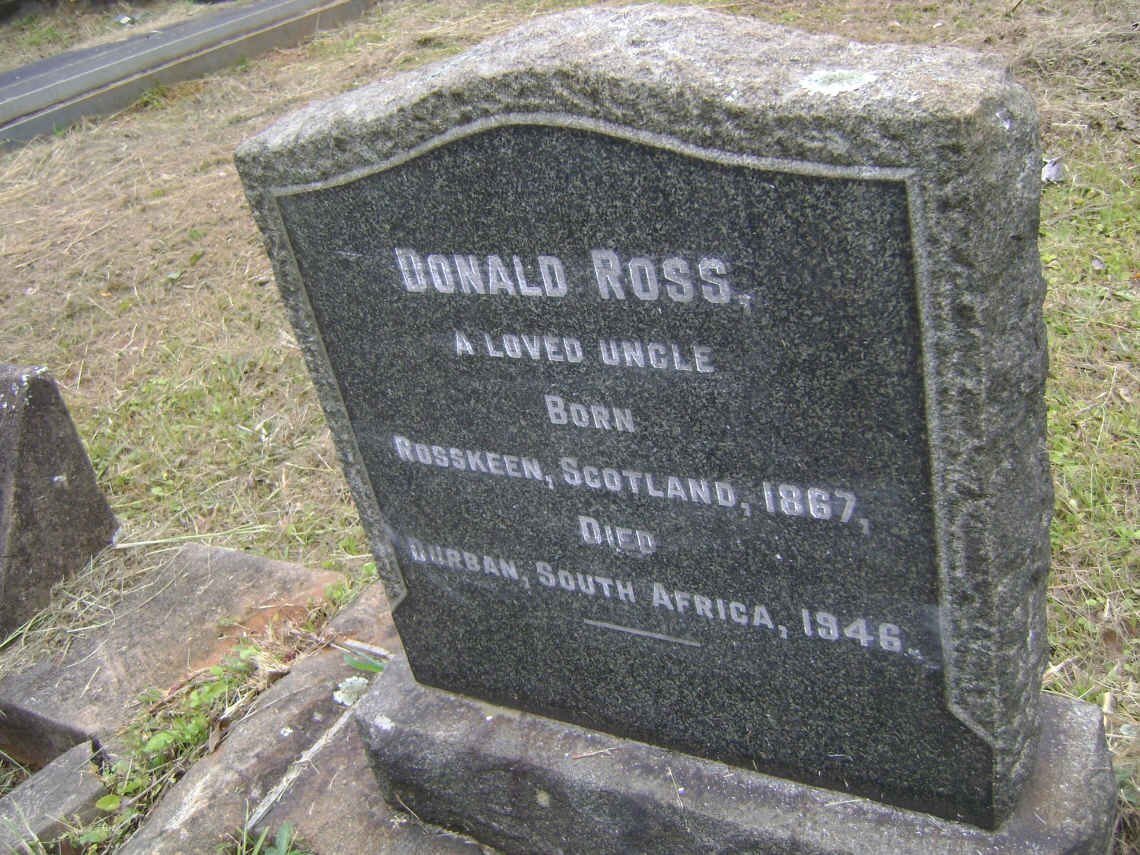 DONALD ROSS.
A LOVED UNCLE
BORN
ROSSKEEN, SCOTLAND, 1867,
DIED
DURBAN, SOUTH AFRICA, 1946.